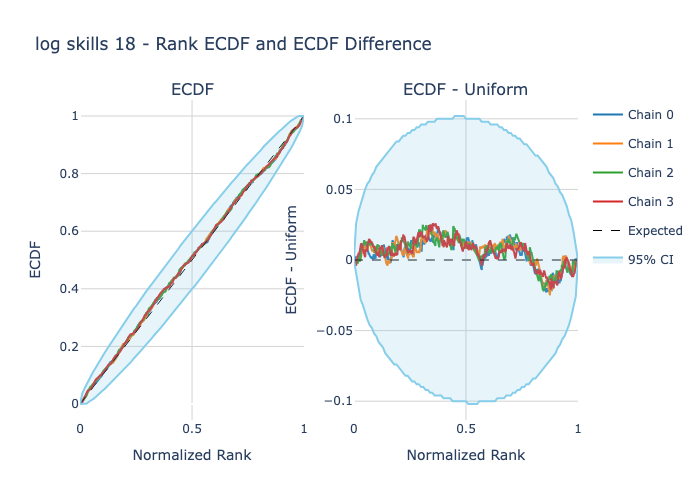 log skills 18 - Rank ECDF and ECDF Difference
ECDF
ECDF - Uniform
1
0.8
0.6
0.4
0.2
0
ECDF
0
0.5
1
Normalized Rank
0.1
0.05
0
−0.05
−0.1
ECDF - Uniform
0
0.5
1
Normalized Rank
Chain 0
Chain 1
Chain 2
Chain 3
Expected
95% CI